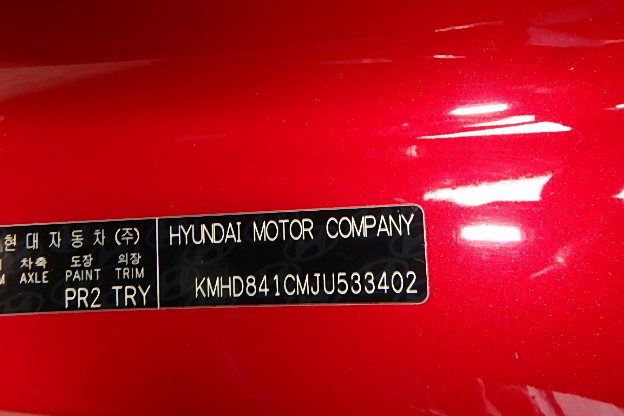 현대자동차(주)
차축 도장 의장
AXLE PAINT TRIM
PR2 TRY
HYUNDAI MOTOR COMPANY
KMHD841CMJU533402